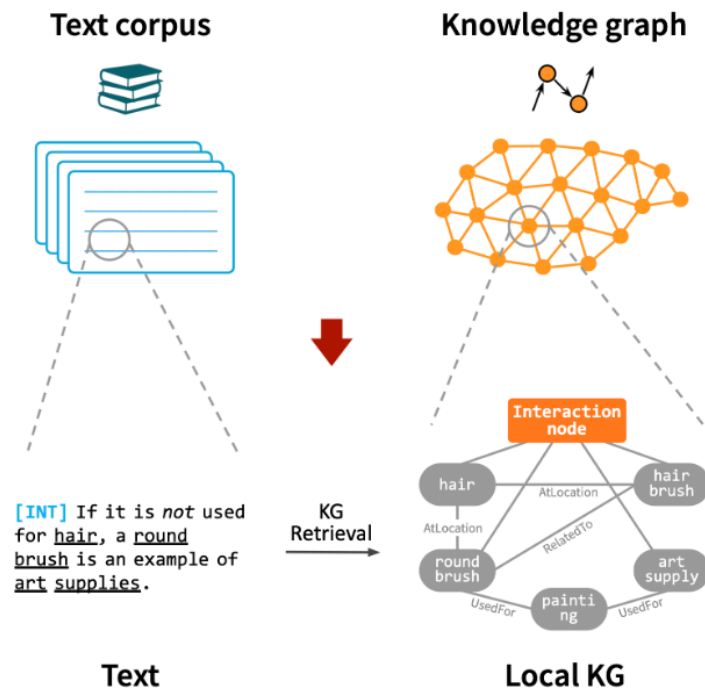 Text corpus
Knowledge graph
Interaction
node
hair
hair
brush
AtLocation
AtLocation
RelatedTo
round
brush
art
supply
painti
ng
UsedFor
UsedFor
[INT] If it is not used
for hair, a round
brush is an example of
art supplies.
KG
Retrieval
Text
Local KG